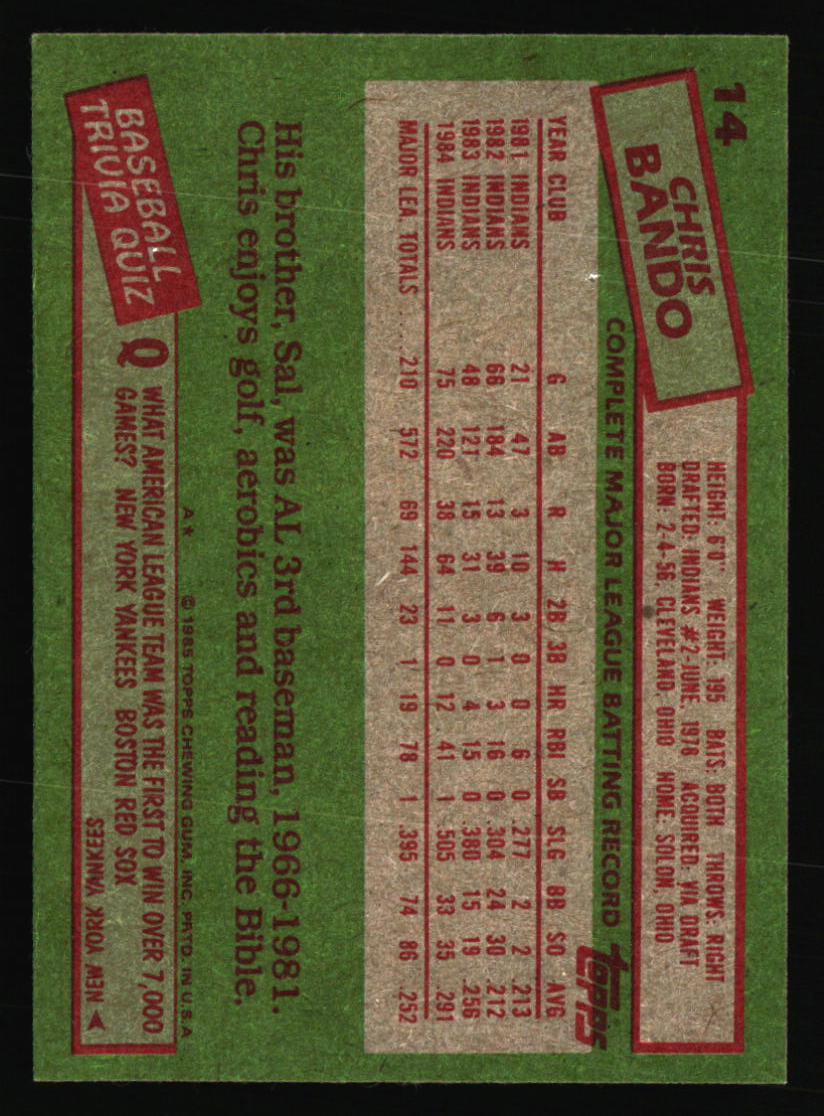 14
CHRIS
BANDO
HEIGHT: 6'0" WEIGHT: 195 BATS: BOTH THROWS: RIGHT
DRAFTED: INDIANS #2-JUNE, 1978 ACQUIRED: VIA DRAFT
BORN: 2-4-56, CLEVELAND, OHIO HOME: SOLON, OHIO
COMPLETE MAJOR LEAGUE BATTING RECORD topps
YEAR CLUB G AB R H 2B 3B HR RBI SB SLG BB SO AVG
1981 INDIANS 21 47 3 10 3 0 0 6 0 .277 2 2 .213
1982 INDIANS 66 184 13 39 6 1 3 16 0 .304 24 30 .212
1983 INDIANS 48 121 15 31 3 0 4 15 0 .380 15 19 .256
1984 INDIANS 75 220 38 64 11 0 12 41 1 .505 33 35 .291
MAJOR LEA. TOTALS .... 210 572 69 144 23 1 19 78 1 .395 74 86 .252
His brother, Sal, was AL 3rd baseman, 1966-1981.
Chris enjoys golf, aerobics and reading the Bible.
A* © 1985 TOPPS CHEWING GUM, INC. PRTD. IN U.S.A.
BASEBALL
TRIVIA QUIZ
Q WHAT AMERICAN LEAGUE TEAM WAS THE FIRST TO WIN OVER 7,000
GAMES? NEW YORK YANKEES BOSTON RED SOX
NEW YORK YANKEES